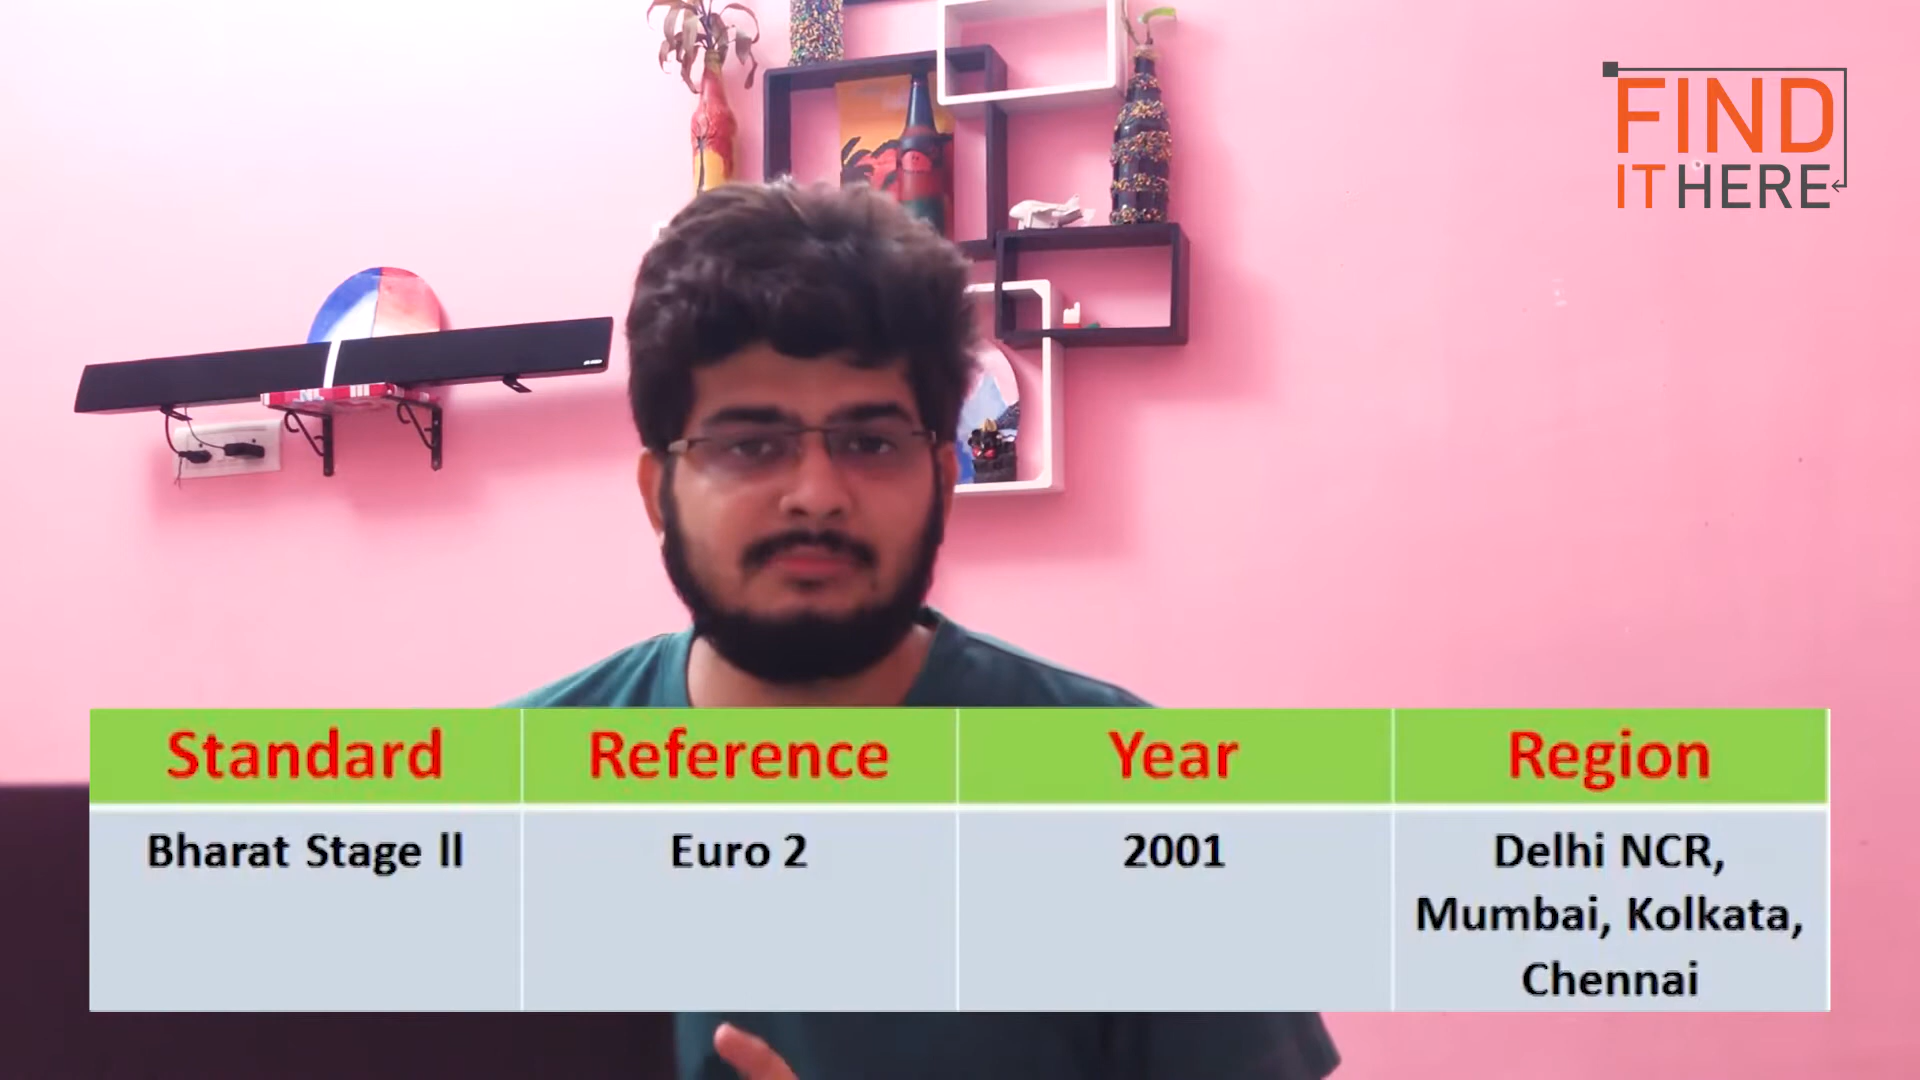 FIND
IT HERE
Standard Reference Year Region
Bharat Stage II Euro 2 2001 Delhi NCR,
Mumbai, Kolkata,
Chennai